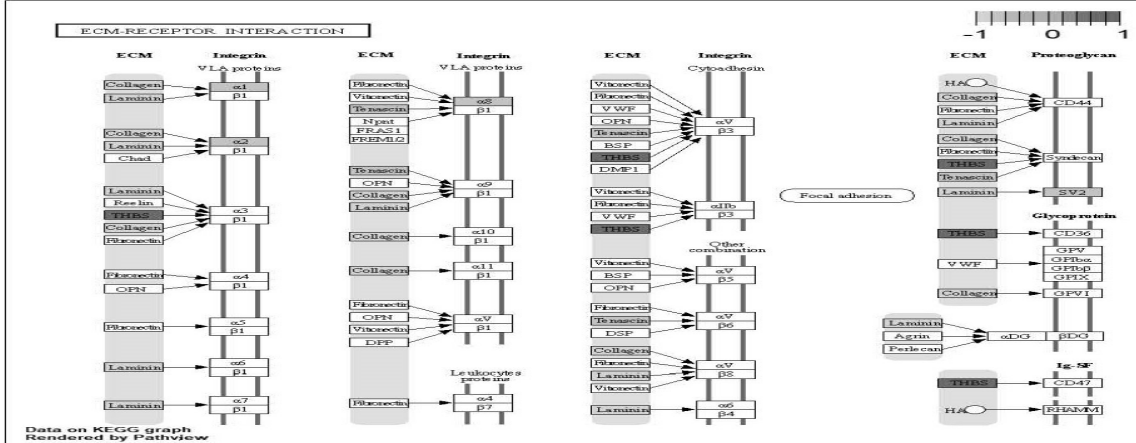 ECM-RECEPTOR INTERACTION
-1 0 1
ECM Integrin
VLA proteins
Collagen α1
Laminin β1
Collagen α2
Laminin β1
Chad
Laminin
Reelin α3
THBS β1
Collagen
Fibronectin
Fibronectin α4
OPN β1
Fibronectin α5
β1
Laminin α6
β1
Laminin α7
β1
ECM Integrin
VLA proteins
Fibronectin
Vitronectin α8
Tenascin β1
Npnt
FRAS1
FREM1/2
Tenascin
OPN α9
Collagen β1
Laminin
Collagen α10
β1
Collagen α11
β1
Fibronectin
OPN αV
Vitronectin β1
DPP
Leukocytes
proteins
Fibronectin α4
β7
ECM Integrin
Cytoadhesin
Vitronectin
Fibronectin
VWF
OPN αV
Tenascin β3
BSP
THBS
DMP1
Vitronectin
Fibronectin αIIb
VWF β3
THBS
Other
combination
Vitronectin αV
BSP β5
OPN
Fibronectin
Tenascin αV
DSP β6
Collagen
Fibronectin αV
Laminin β8
Vitronectin
Laminin α6
β4
Focal adhesion
ECM Proteoglycan
HA
Collagen CD44
Fibronectin
Laminin
Collagen
Fibronectin Syndecan
THBS
Tenascin
Laminin SV2
Glycoprotein
THBS CD36
GPV
VWF GPIbα
GPIbβ
GPIX
Collagen GPVI
Laminin
Agrin αDG βDG
Perlecan
Ig-SF
THBS CD47
HA RHAMM
Data on KEGG graph
Rendered by Pathview